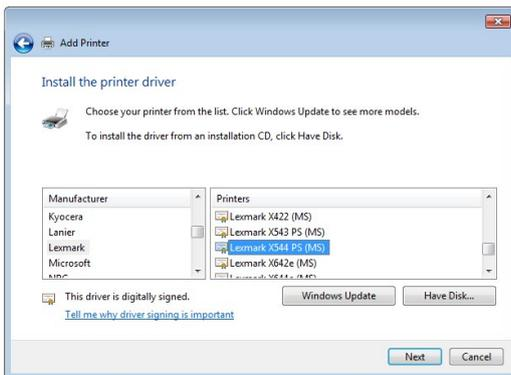 Add Printer
Install the printer driver
Choose your printer from the list. Click Windows Update to see more models.
To install the driver from an installation CD, click Have Disk.
Manufacturer
Kyocera
Lanier
Lexmark
Microsoft
Printers
Lexmark X422 (MS)
Lexmark X543 PS (MS)
Lexmark X544 PS (MS)
Lexmark X642e (MS)
This driver is digitally signed.
Tell me why driver signing is important
Windows Update
Have Disk...
Next
Cancel